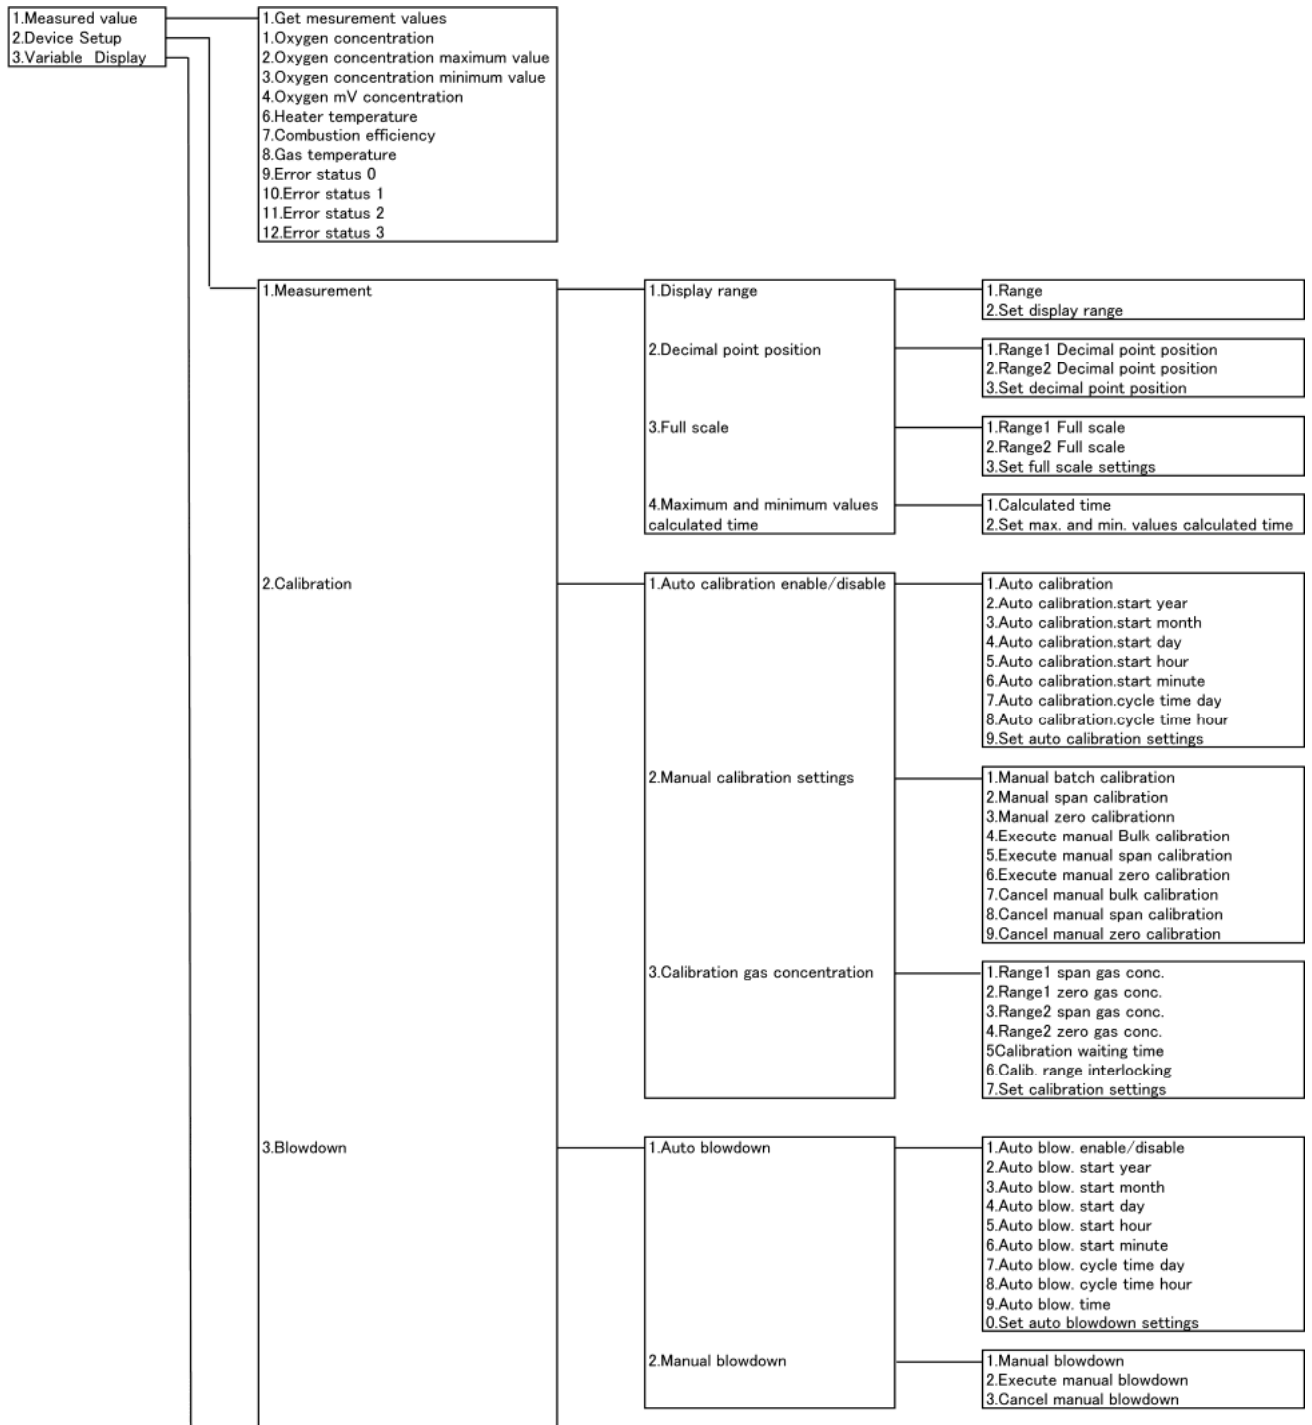 1.Measured value
2.Device Setup
3.Variable Display
1.Get mesurement values
1.Oxygen concentration
2.Oxygen concentration maximum value
3.Oxygen concentration minimum value
4.Oxygen mV concentration
6.Heater temperature
7.Combustion efficiency
8.Gas temperature
9.Error status 0
10.Error status 1
11.Error status 2
12.Error status 3
1.Measurement
1.Display range
1.Range
2.Set display range
2.Decimal point position
1.Range1 Decimal point position
2.Range2 Decimal point position
3.Set decimal point position
3.Full scale
1.Range1 Full scale
2.Range2 Full scale
3.Set full scale settings
4.Maximum and minimum values
calculated time
1.Calculated time
2.Set max. and min. values calculated time
2.Calibration
1.Auto calibration enable/disable
1.Auto calibration
2.Auto calibration.start year
3.Auto calibration.start month
4.Auto calibration.start day
5.Auto calibration.start hour
6.Auto calibration.start minute
7.Auto calibration.cycle time day
8.Auto calibration.cycle time hour
9.Set auto calibration settings
2.Manual calibration settings
1.Manual batch calibration
2.Manual span calibration
3.Manual zero calibrationn
4.Execute manual Bulk calibration
5.Execute manual span calibration
6.Execute manual zero calibration
7.Cancel manual bulk calibration
8.Cancel manual span calibration
9.Cancel manual zero calibration
3.Calibration gas concentration
1.Range1 span gas conc.
2.Range1 zero gas conc.
3.Range2 span gas conc.
4.Range2 zero gas conc.
5Calibration waiting time
6.Calib. range interlocking
7.Set calibration settings
3.Blowdown
1.Auto blowdown
1.Auto blow. enable/disable
2.Auto blow. start year
3.Auto blow. start month
4.Auto blow. start day
5.Auto blow. start hour
6.Auto blow. start minute
7.Auto blow. cycle time day
8.Auto blow. cycle time hour
9.Auto blow. time
0.Set auto blowdown settings
2.Manual blowdown
1.Manual blowdown
2.Execute manual blowdown
3.Cancel manual blowdown